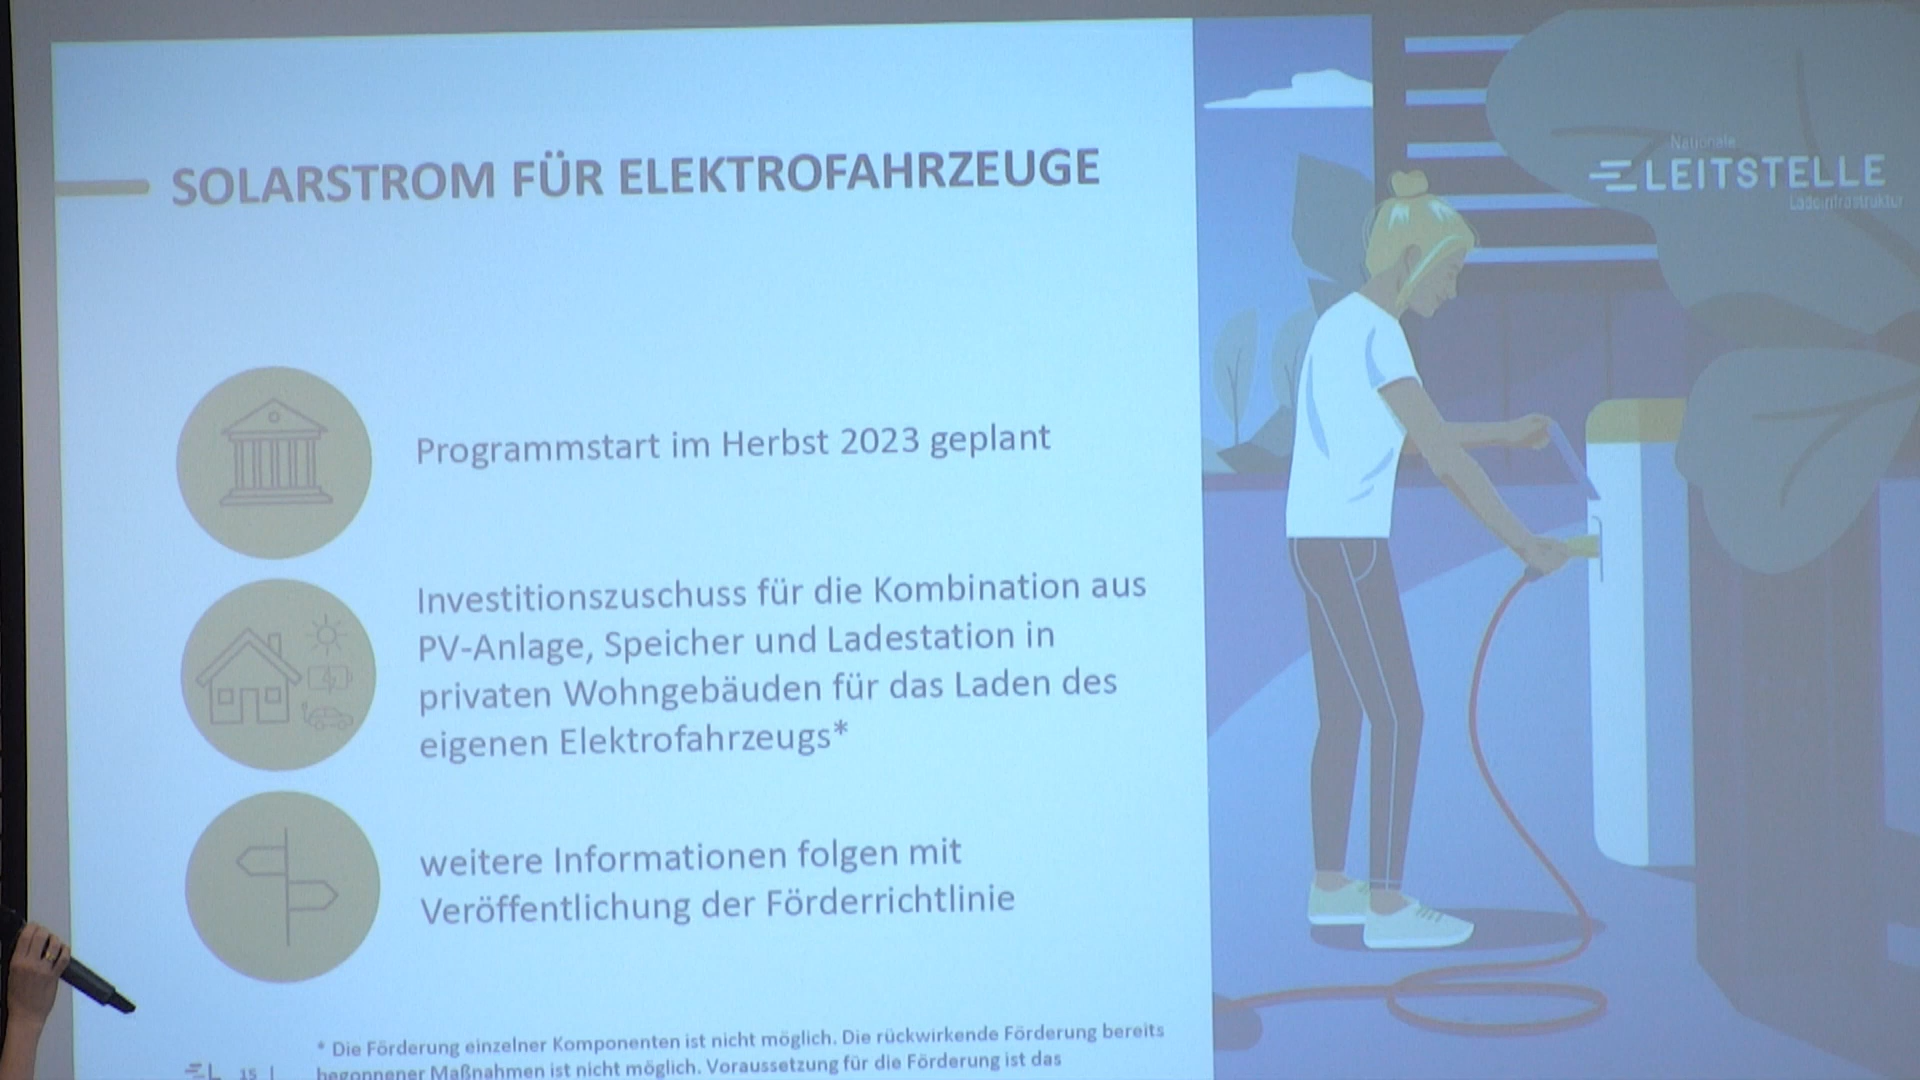 SOLARSTROM FÜR ELEKTROFAHRZEUGE
Nationale
LEITSTELLE
Ladeinfrastruktur
Programmstart im Herbst 2023 geplant
Investitionszuschuss für die Kombination aus
PV-Anlage, Speicher und Ladestation in
privaten Wohngebäuden für das Laden des
eigenen Elektrofahrzeugs*
weitere Informationen folgen mit
Veröffentlichung der Förderrichtlinie
* Die Förderung einzelner Komponenten ist nicht möglich. Die rückwirkende Förderung bereits
begonnener Maßnahmen ist nicht möglich. Voraussetzung für die Förderung ist das
15 |